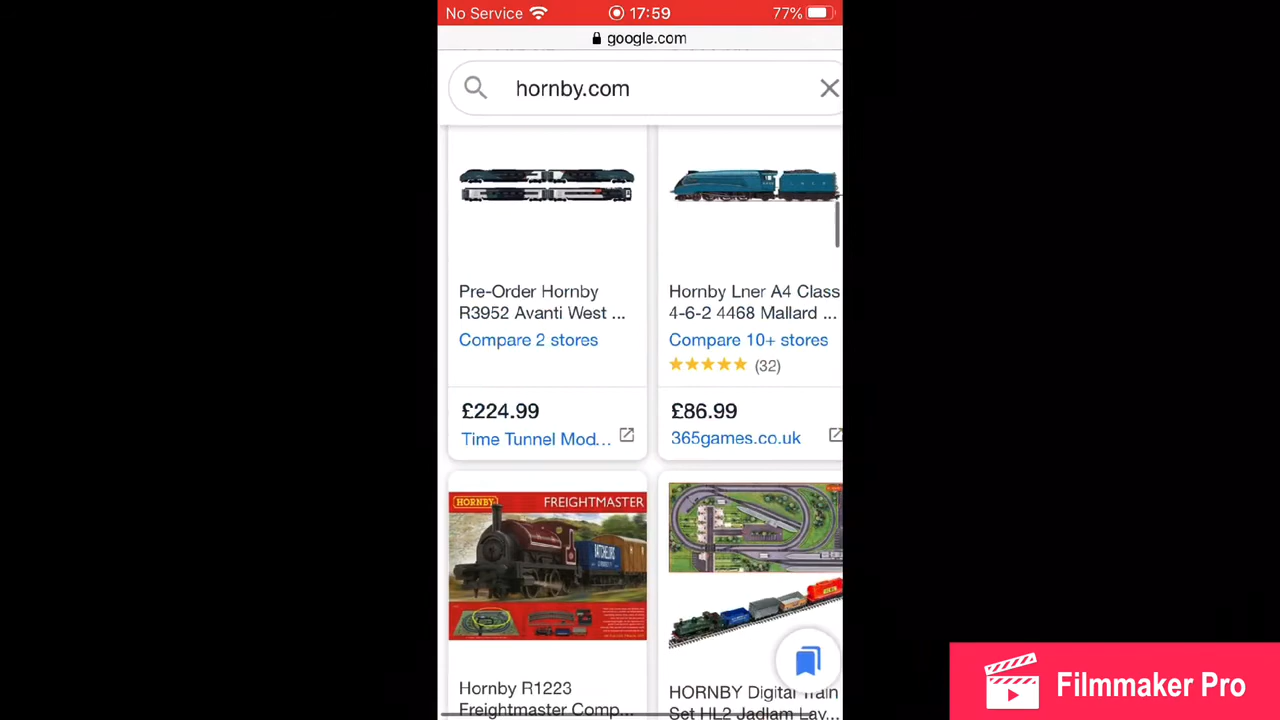 No Service 17:59 77%
google.com
hornby.com
Pre-Order Hornby
R3952 Avanti West ...
Compare 2 stores
£224.99
Time Tunnel Mod...
Hornby Lner A4 Class
4-6-2 4468 Mallard ...
Compare 10+ stores
(32)
£86.99
365games.co.uk
HORNBY FREIGHTMASTER
Hornby R1223
Freightmaster Comp...
HORNBY Digital Train
Set HL2 Jadlam Lay...
Filmmaker Pro